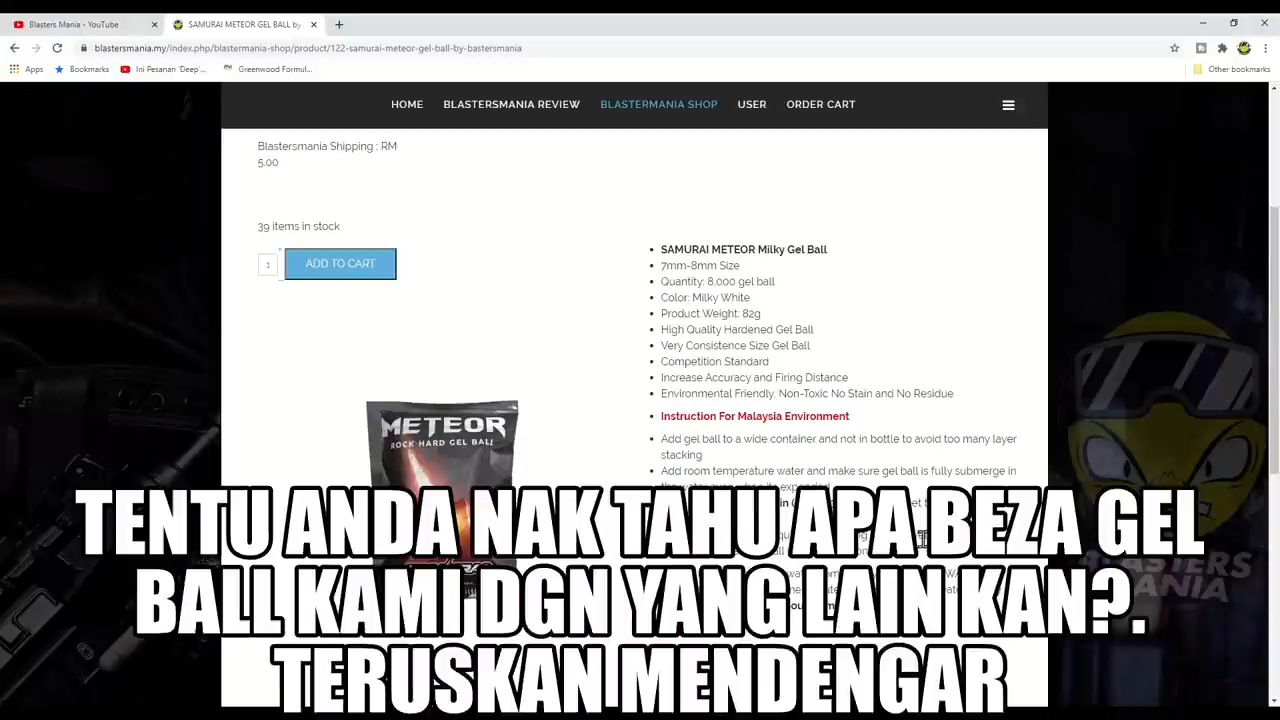 Blasters Mania - YouTube
SAMURAI METEOR GEL BALL by
blastersmania.my/index.php/blastermania-shop/product/122-samurai-meteor-gel-ball-by-bastersmania
Apps
Bookmarks
Ini Pesanan 'Deep'...
Greenwood Formul...
Other bookmarks
HOME
BLASTERSMANIA REVIEW
BLASTERMANIA SHOP
USER
ORDER CART
Blastersmania Shipping : RM
5.00
39 items in stock
1
ADD TO CART
SAMURAI METEOR Milky Gel Ball
7mm-8mm Size
Quantity: 8,000 gel ball
Color: Milky White
Product Weight: 82g
High Quality Hardened Gel Ball
Very Consistence Size Gel Ball
Competition Standard
Increase Accuracy and Firing Distance
Environmental Friendly, Non-Toxic No Stain and No Residue
Instruction For Malaysia Environment
Add gel ball to a wide container and not in bottle to avoid too many layer
stacking
Add room temperature water and make sure gel ball is fully submerge in
METEOR
ROCK HARD GEL BALL
TENTU ANDA NAK TAHU APA BEZA GEL
BALL KAMI DGN YANG LAIN KAN?.
TERUSKAN MENDENGAR
BLASTERS
MANIA